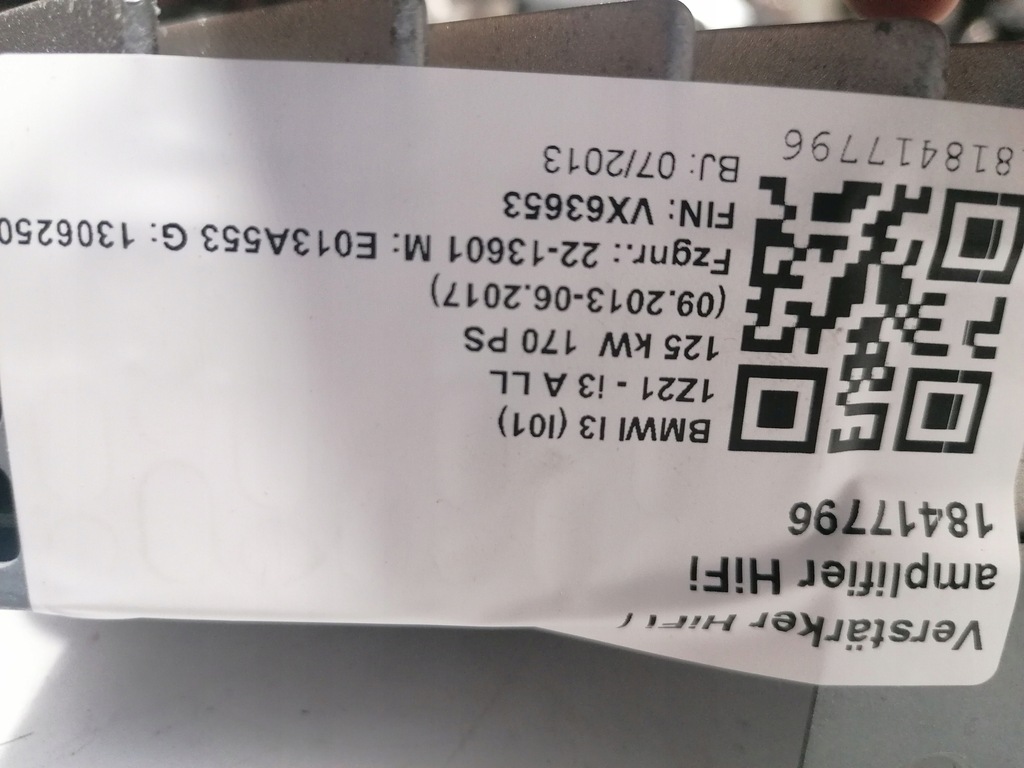 Verstärker HiFi /
amplifier HiFi
18417796
BMWI I3 (I01)
1Z21 - i3 A LL
125 kW 170 PS
(09.2013-06.2017)
Fzgnr.: 22-13601 M: E013A553 G: 1306250
FIN: VX63653
BJ: 07/2013
18417796